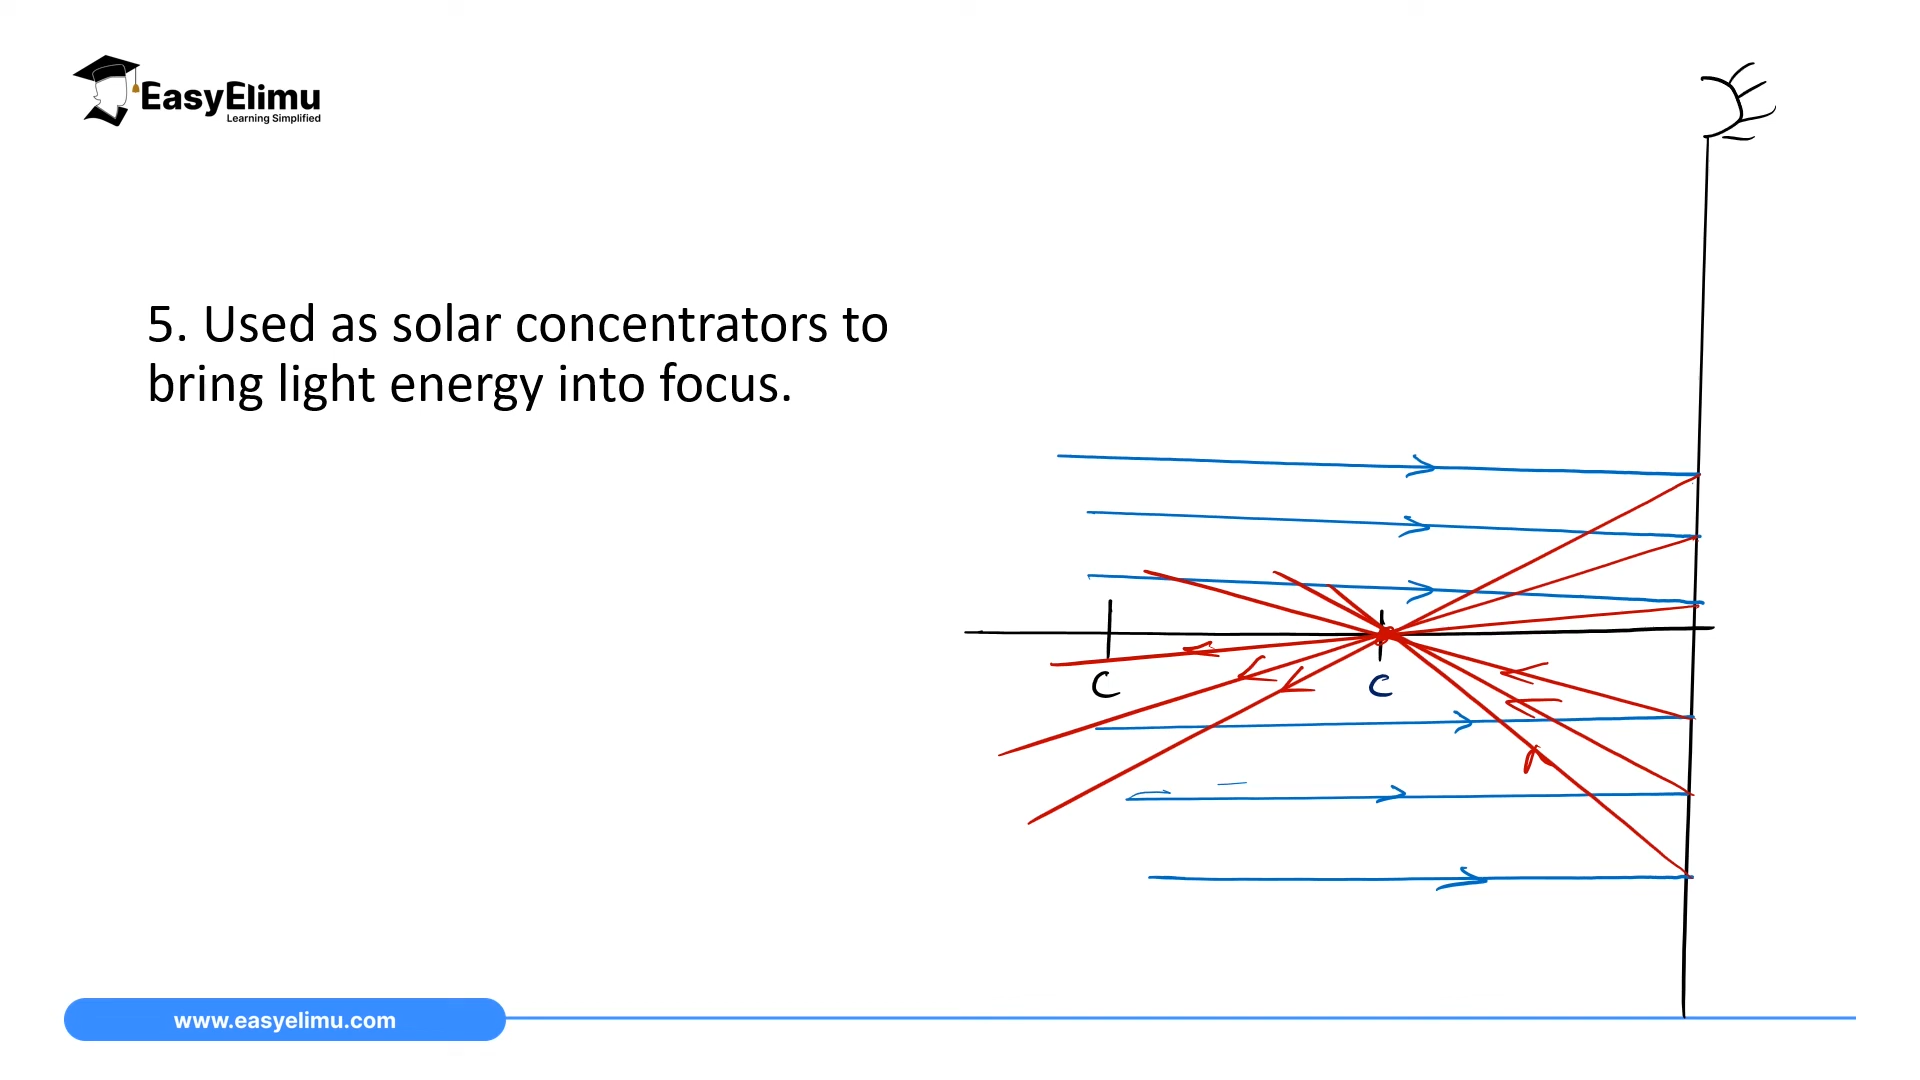 EasyElimu
Learning Simplified
5. Used as solar concentrators to
bring light energy into focus.
C
C
www.easyelimu.com